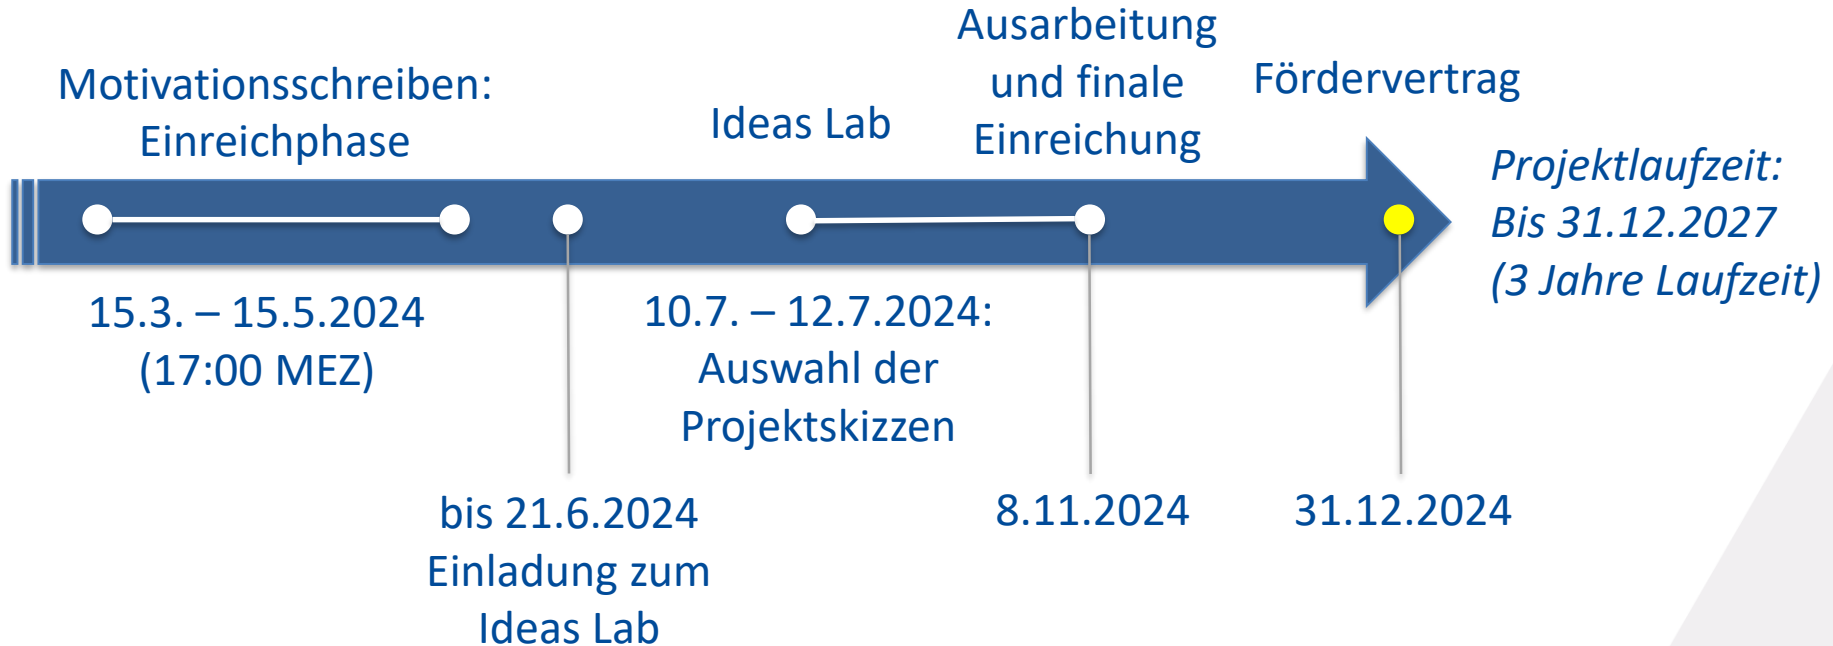 Motivationsschreiben:
Einreichphase
Ideas Lab
Ausarbeitung
und finale
Einreichung
Fördervertrag
Projektlaufzeit:
Bis 31.12.2027
(3 Jahre Laufzeit)
15.3. – 15.5.2024
(17:00 MEZ)
bis 21.6.2024
Einladung zum
Ideas Lab
10.7. – 12.7.2024:
Auswahl der
Projektskizzen
8.11.2024
31.12.2024